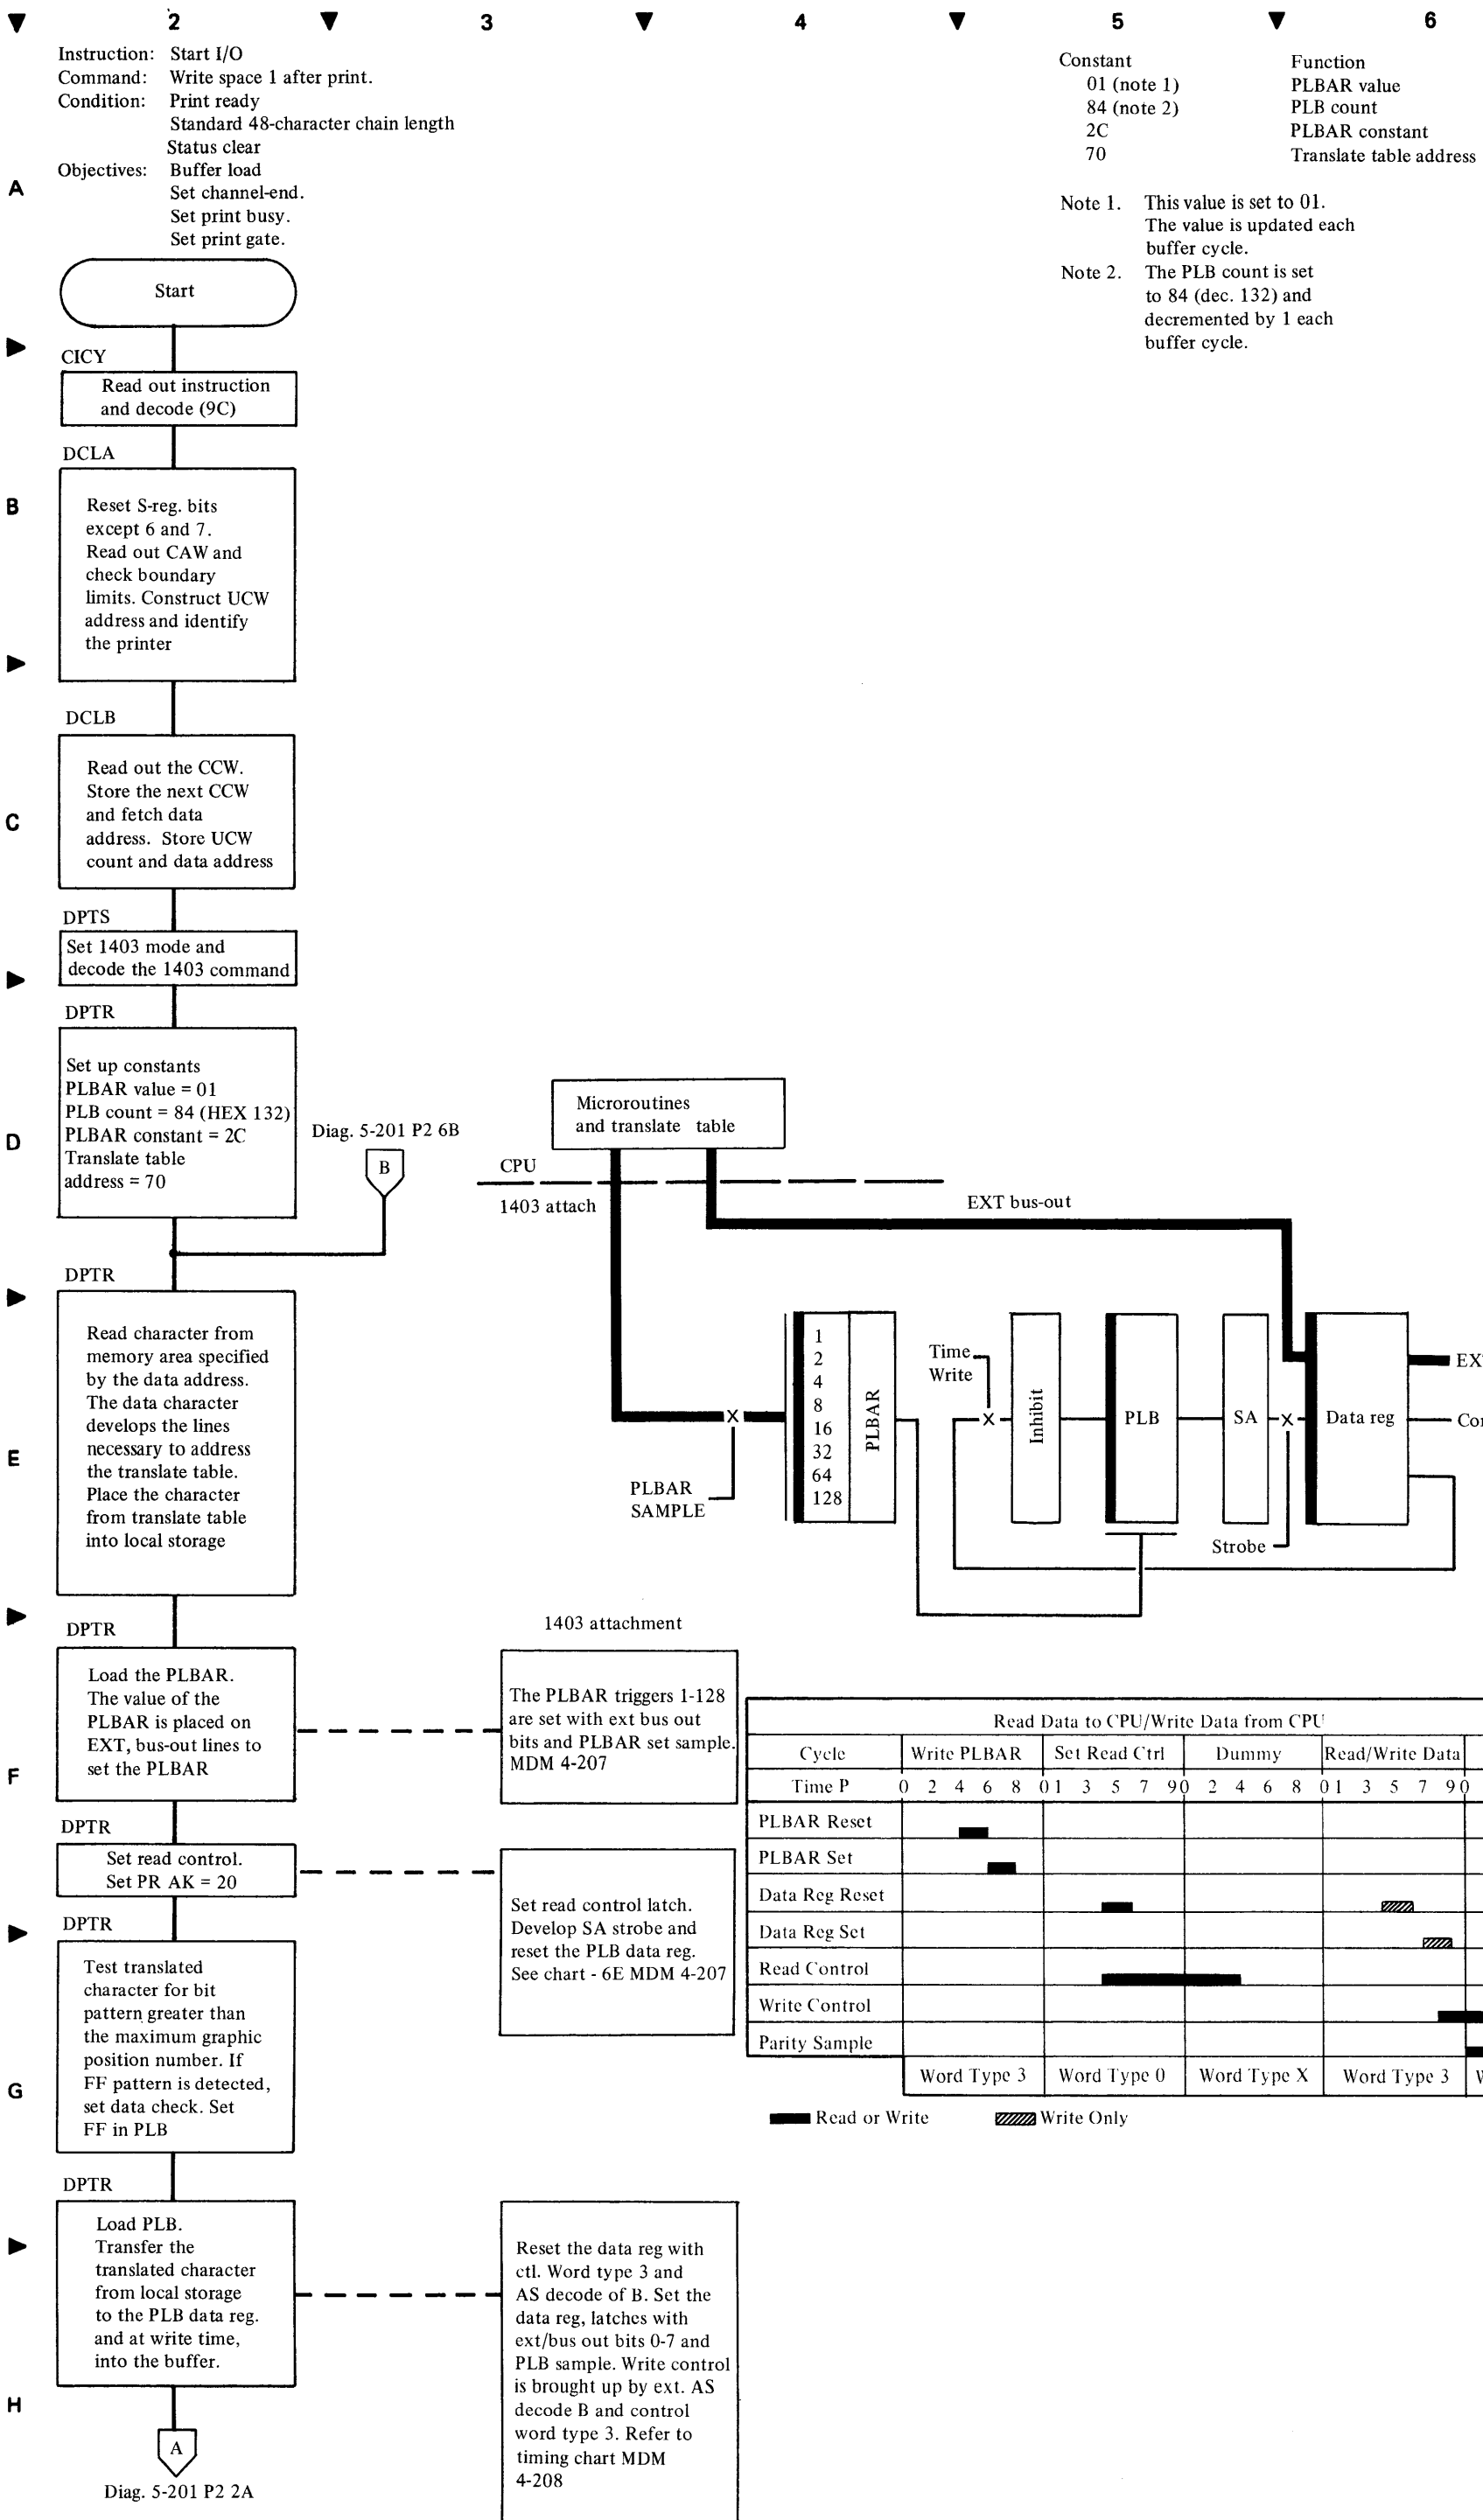 2 3 4 5 6
Instruction: Start I/O
Command: Write space 1 after print.
Condition: Print ready
Standard 48-character chain length
Status clear
Objectives: Buffer load
Set channel-end.
Set print busy.
Set print gate.
Constant Function
01 (note 1) PLBAR value
84 (note 2) PLB count
2C PLBAR constant
70 Translate table address
Note 1. This value is set to 01.
The value is updated each
buffer cycle.
Note 2. The PLB count is set
to 84 (dec. 132) and
decremented by 1 each
buffer cycle.
A
Start
CICY
Read out instruction
and decode (9C)
DCLA
B
Reset S-reg. bits
except 6 and 7.
Read out CAW and
check boundary
limits. Construct UCW
address and identify
the printer
DCLB
C
Read out the CCW.
Store the next CCW
and fetch data
address. Store UCW
count and data address
DPTS
Set 1403 mode and
decode the 1403 command
DPTR
D
Set up constants
PLBAR value = 01
PLB count = 84 (HEX 132)
PLBAR constant = 2C
Translate table
address = 70
Diag. 5-201 P2 6B
B
Microroutines
and translate table
CPU
1403 attach
EXT bus-out
DPTR
E
Read character from
memory area specified
by the data address.
The data character
develops the lines
necessary to address
the translate table.
Place the character
from translate table
into local storage
PLBAR
SAMPLE
X
1
2
4
8
16
32
64
128
PLBAR
Time
Write
X
Inhibit
PLB
SA
X
Strobe
Data reg
EX
Co
DPTR
F
Load the PLBAR.
The value of the
PLBAR is placed on
EXT, bus-out lines to
set the PLBAR
1403 attachment
The PLBAR triggers 1-128
are set with ext bus out
bits and PLBAR set sample.
MDM 4-207
DPTR
Set read control.
Set PR AK = 20
Set read control latch.
Develop SA strobe and
reset the PLB data reg.
See chart - 6E MDM 4-207
Read Data to CPU/Write Data from CPU
Cycle Write PLBAR Set Read Ctrl Dummy Read/Write Data
Time P 0 2 4 6 8 0 1 3 5 7 9 0 2 4 6 8 0 1 3 5 7 9 0
PLBAR Reset
PLBAR Set
Data Reg Reset
Data Reg Set
Read Control
Write Control
Parity Sample
Word Type 3 Word Type 0 Word Type X Word Type 3 W
Read or Write Write Only
DPTR
G
Test translated
character for bit
pattern greater than
the maximum graphic
position number. If
FF pattern is detected,
set data check. Set
FF in PLB
DPTR
H
Load PLB.
Transfer the
translated character
from local storage
to the PLB data reg.
and at write time,
into the buffer.
Reset the data reg with
ctl. Word type 3 and
AS decode of B. Set the
data reg, latches with
ext/bus out bits 0-7 and
PLB sample. Write control
is brought up by ext. AS
decode B and control
word type 3. Refer to
timing chart MDM
4-208
A
Diag. 5-201 P2 2A